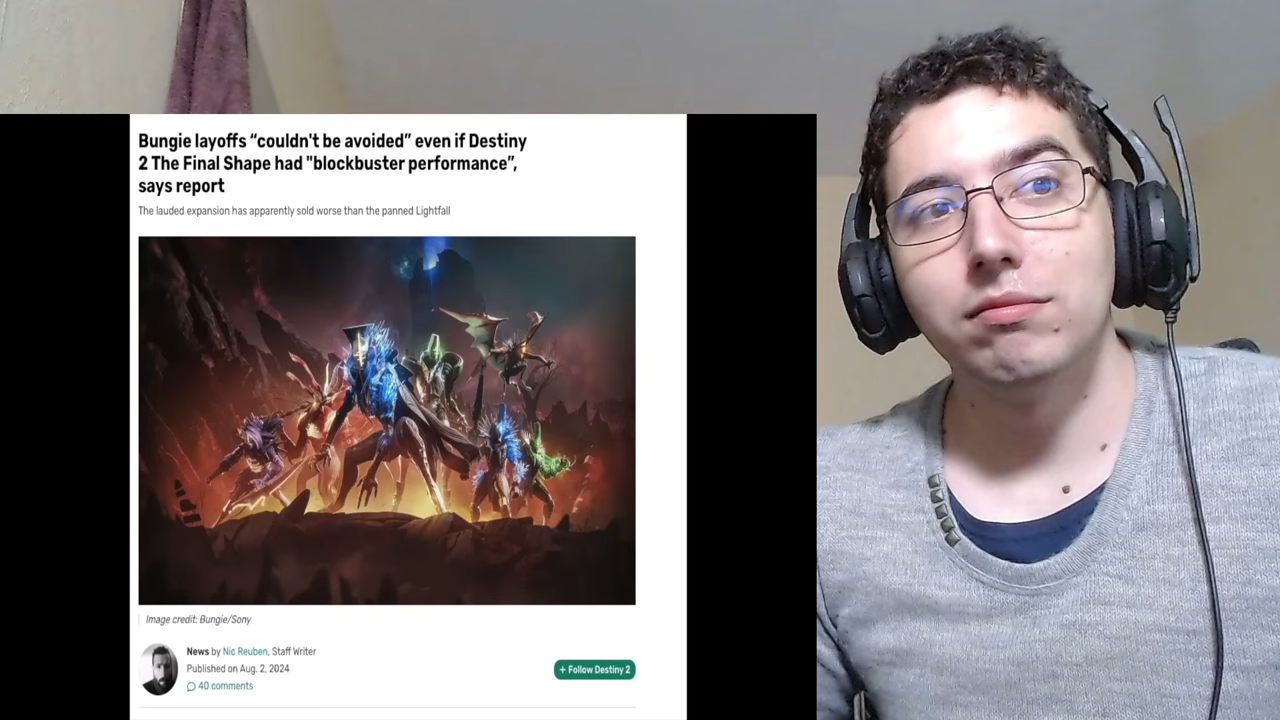 Bungie layoffs “couldn't be avoided” even if Destiny
2 The Final Shape had "blockbuster performance”,
says report
The lauded expansion has apparently sold worse than the panned Lightfall
Image credit: Bungie/Sony
News by Nic Reuben, Staff Writer
Published on Aug. 2, 2024
40 comments
+ Follow Destiny 2